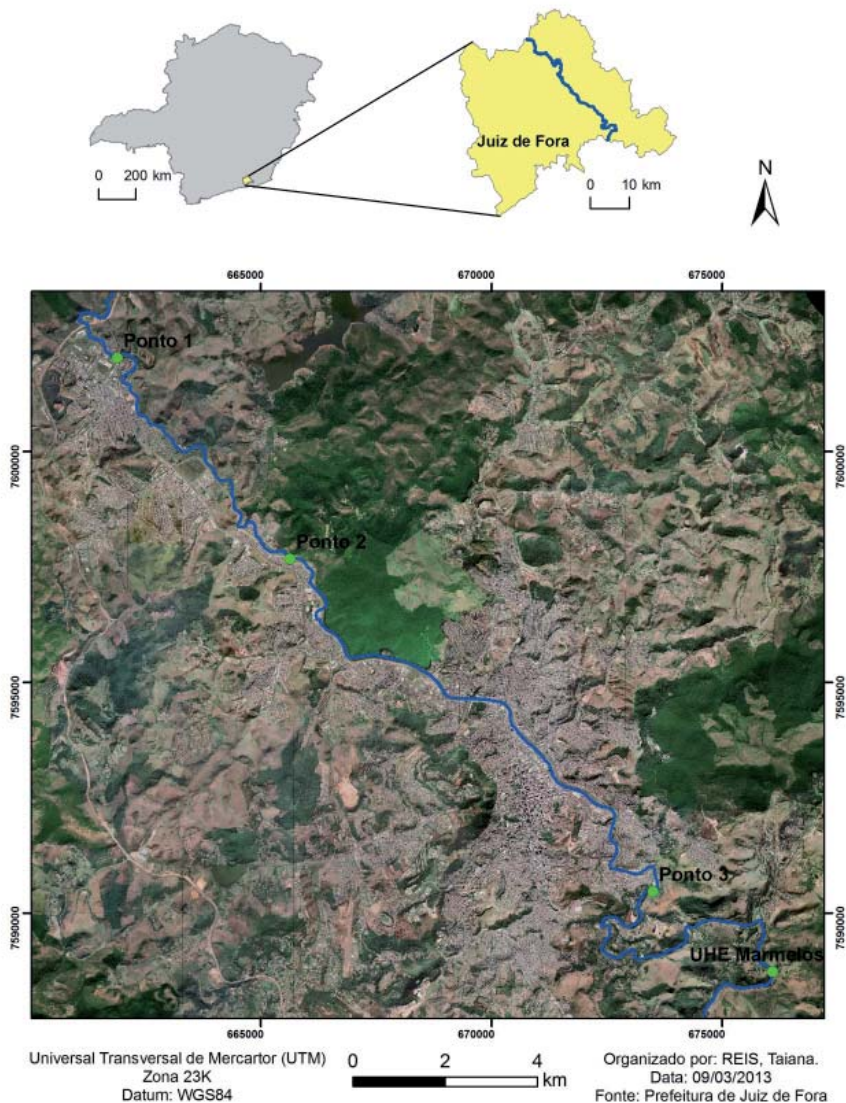 Juiz de Fora
0 200 km
0 10 km
N
665000 670000 675000
Ponto 1
7600000 7600000
Ponto 2
7595000 7595000
Ponto 3
7590000 7590000
UHE Marmelos
665000 670000 675000
Universal Transversal de Mercartor (UTM)
Zona 23K
Datum: WGS84
0 2 4
km
Organizado por: REIS, Taiana.
Data: 09/03/2013
Fonte: Prefeitura de Juiz de Fora